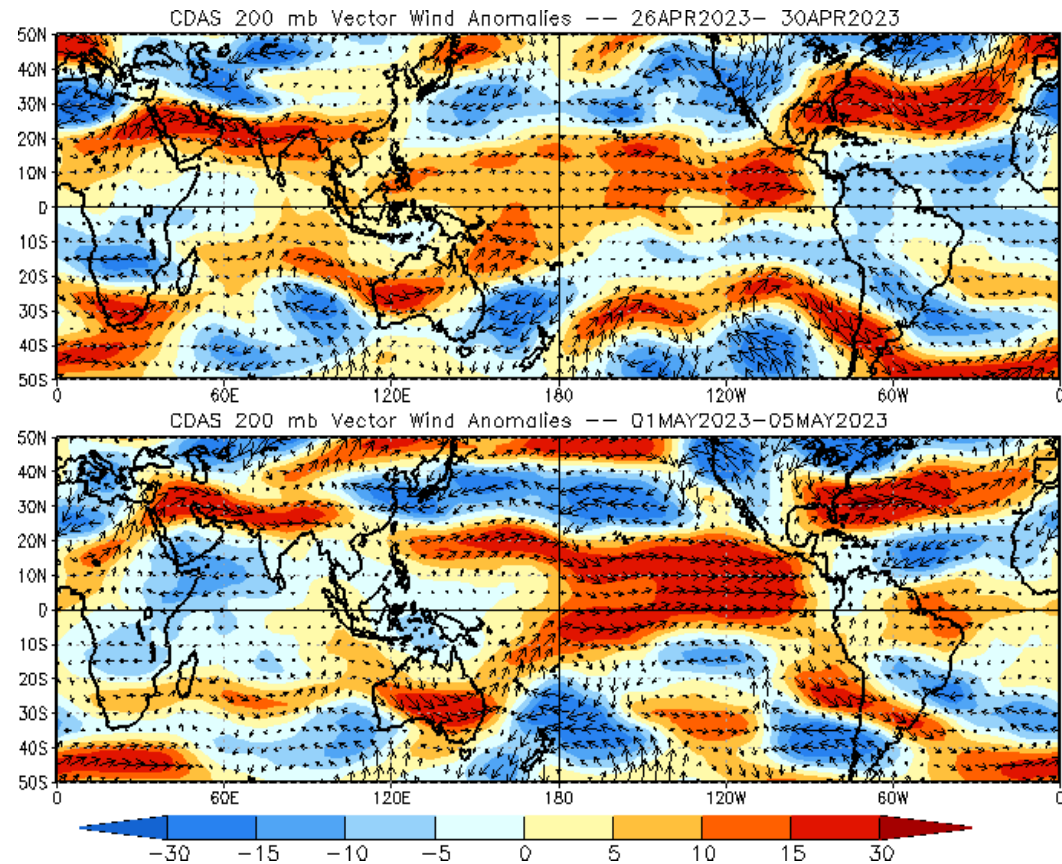 CDAS 200 mb Vector Wind Anomalies -- 26APR2023- 30APR2023
50N
40N
30N
20N
10N
0
10S
20S
30S
40S
50S
0 60E 120E 180 120W 60W 0
CDAS 200 mb Vector Wind Anomalies -- 01MAY2023-05MAY2023
50N
40N
30N
20N
10N
0
10S
20S
30S
40S
50S
0 60E 120E 180 120W 60W 0
-30 -15 -10 -5 0 5 10 15 30